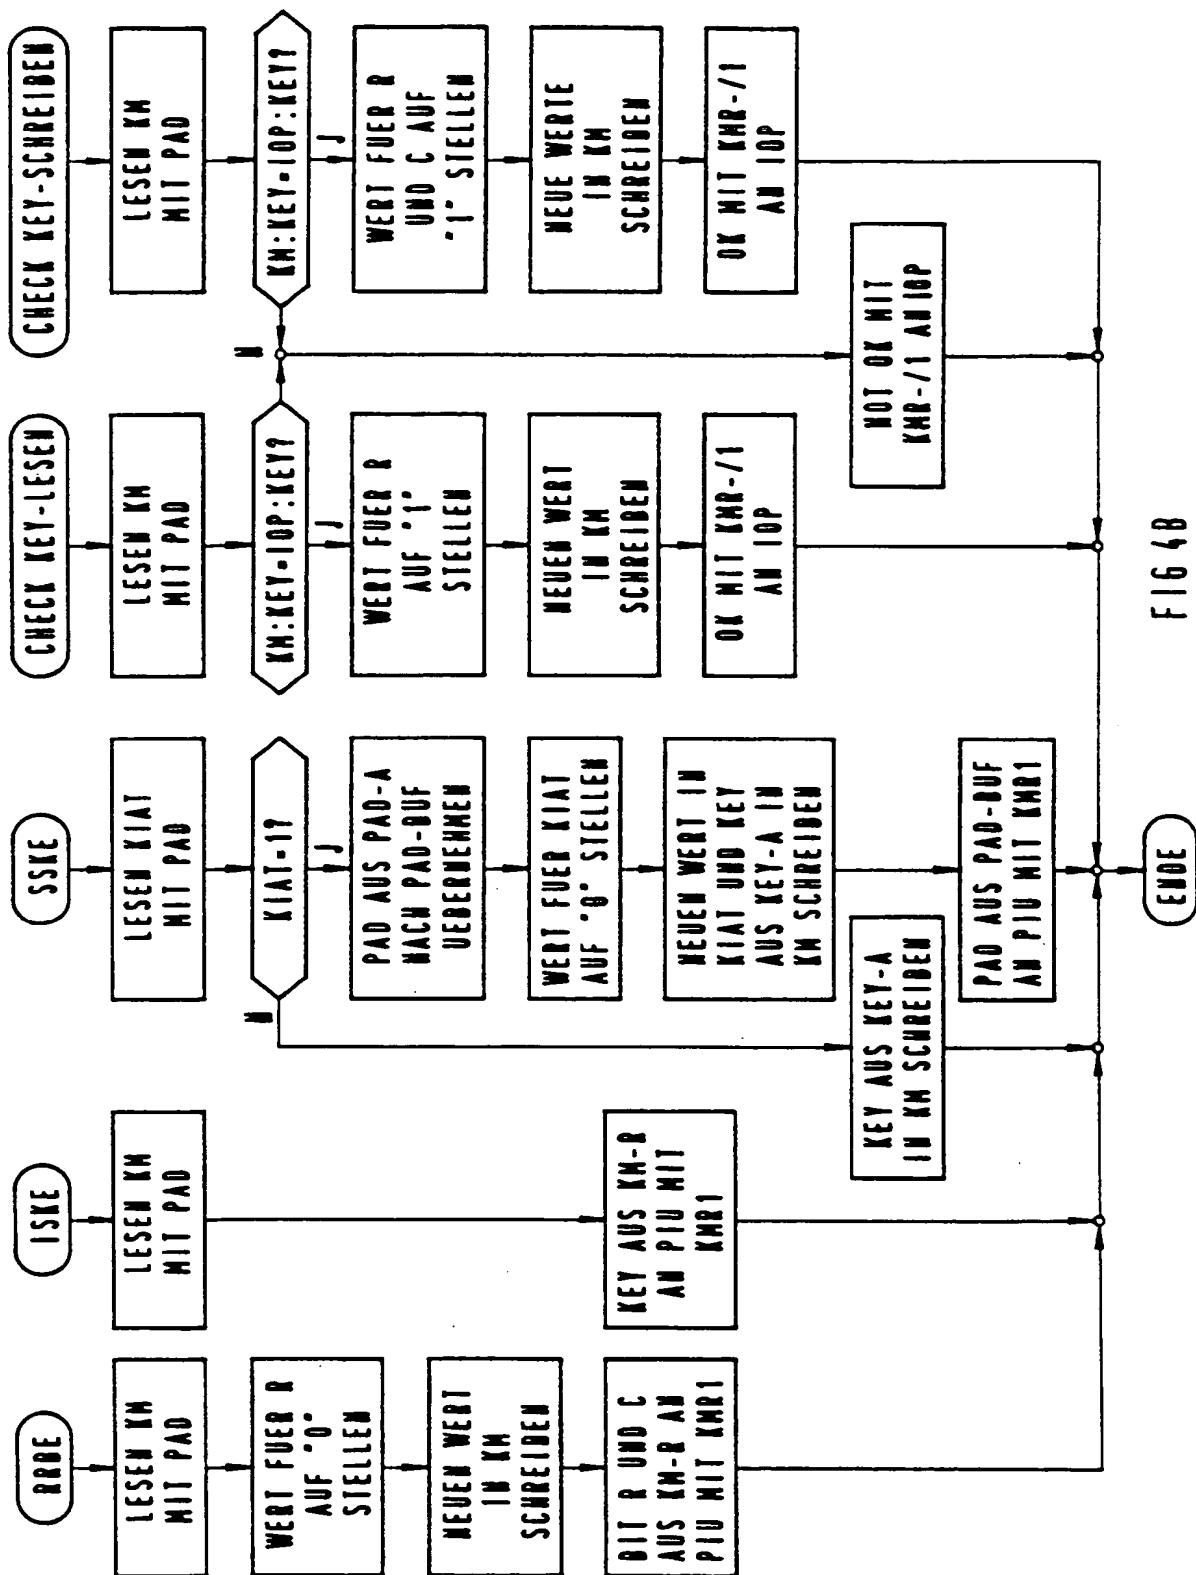 RRBE
LESEN KM
MIT PAD
WERT FUER R
AUF "0"
STELLEN
NEUEN WERT
IN KM
SCHREIBEN
BIT R UND C
AUS KM-R AN
PIU MIT KMR1
ISKE
LESEN KM
MIT PAD
KEY AUS KM-R
AN PIU MIT
KMR1
SSKE
LESEN KIAT
MIT PAD
KIAT=1?
N
J
PAD AUS PAD-A
NACH PAD-BUF
UEBERNEHMEN
WERT FUER KIAT
AUF "0" STELLEN
NEUEN WERT IN
KIAT UND KEY
AUS KEY-A IN
KM SCHREIBEN
KEY AUS KEY-A
IN KM SCHREIBEN
PAD AUS PAD-BUF
AN PIU MIT KMR1
CHECK KEY-LESEN
LESEN KM
MIT PAD
KM:KEY=IOP:KEY?
N
J
WERT FUER R
AUF "1"
STELLEN
NEUEN WERT
IN KM
SCHREIBEN
OK MIT KMR-/1
AN IOP
CHECK KEY-SCHREIBEN
LESEN KM
MIT PAD
KM:KEY=IOP:KEY?
J
WERT FUER R
UND C AUF
"1" STELLEN
NEUE WERTE
IN KM
SCHREIBEN
OK MIT KMR-/1
AN IOP
NOT OK MIT
KMR-/1 AN IOP
ENDE
FIG 4B